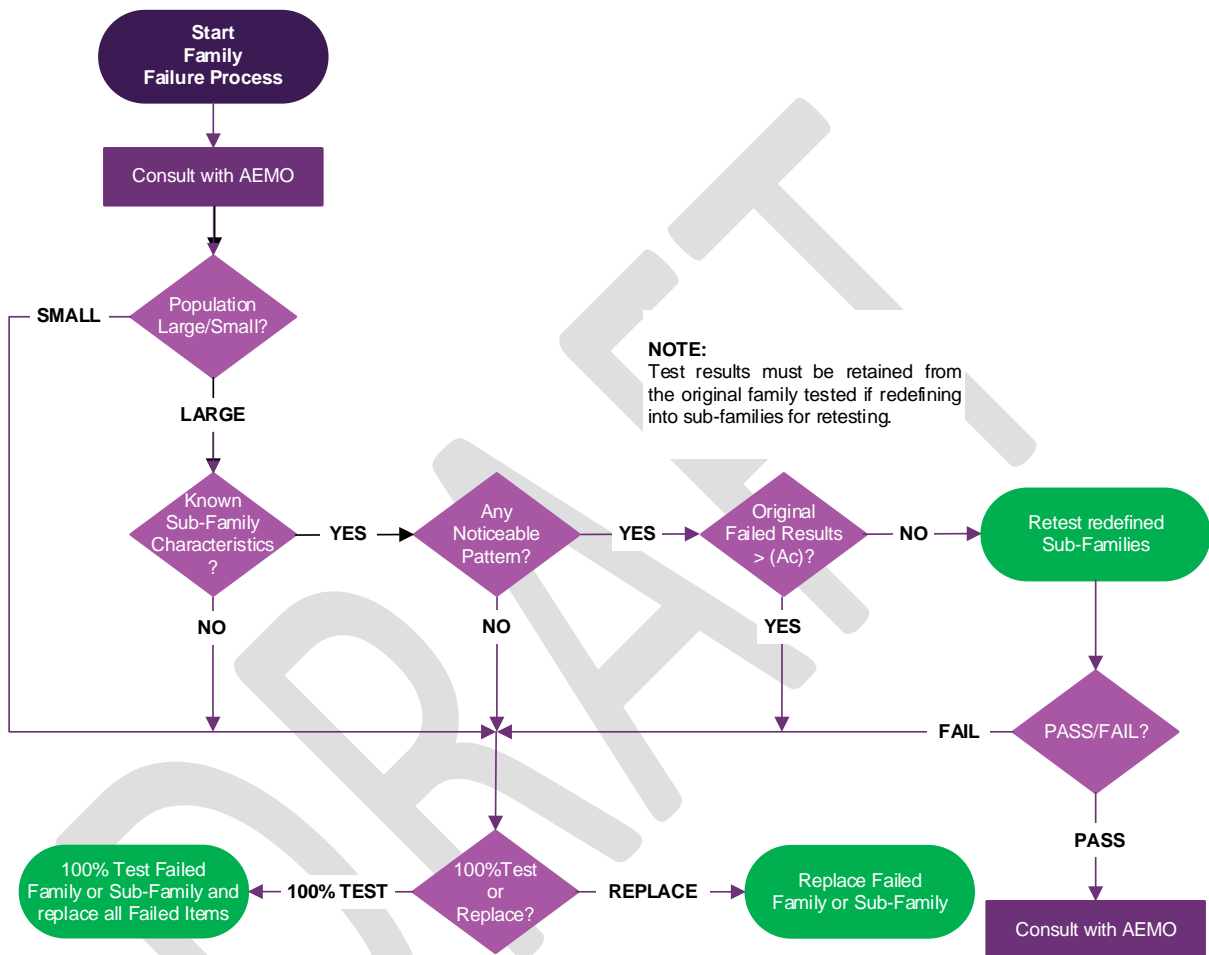 Start
Family
Failure Process
Consult with AEMO
Population
Large/Small?
SMALL
LARGE
NOTE:
Test results must be retained from
the original family tested if redefining
into sub-families for retesting.
Known
Sub-Family
Characteristics
?
YES
Any
Noticeable
Pattern?
YES
Original
Failed Results
> (Ac)?
NO
Retest redefined
Sub-Families
NO
NO
YES
FAIL
PASS/FAIL?
PASS
100% Test Failed
Family or Sub-Family and
replace all Failed Items
100% TEST
100%Test
or
Replace?
REPLACE
Replace Failed
Family or Sub-Family
Consult with AEMO
DRAFT